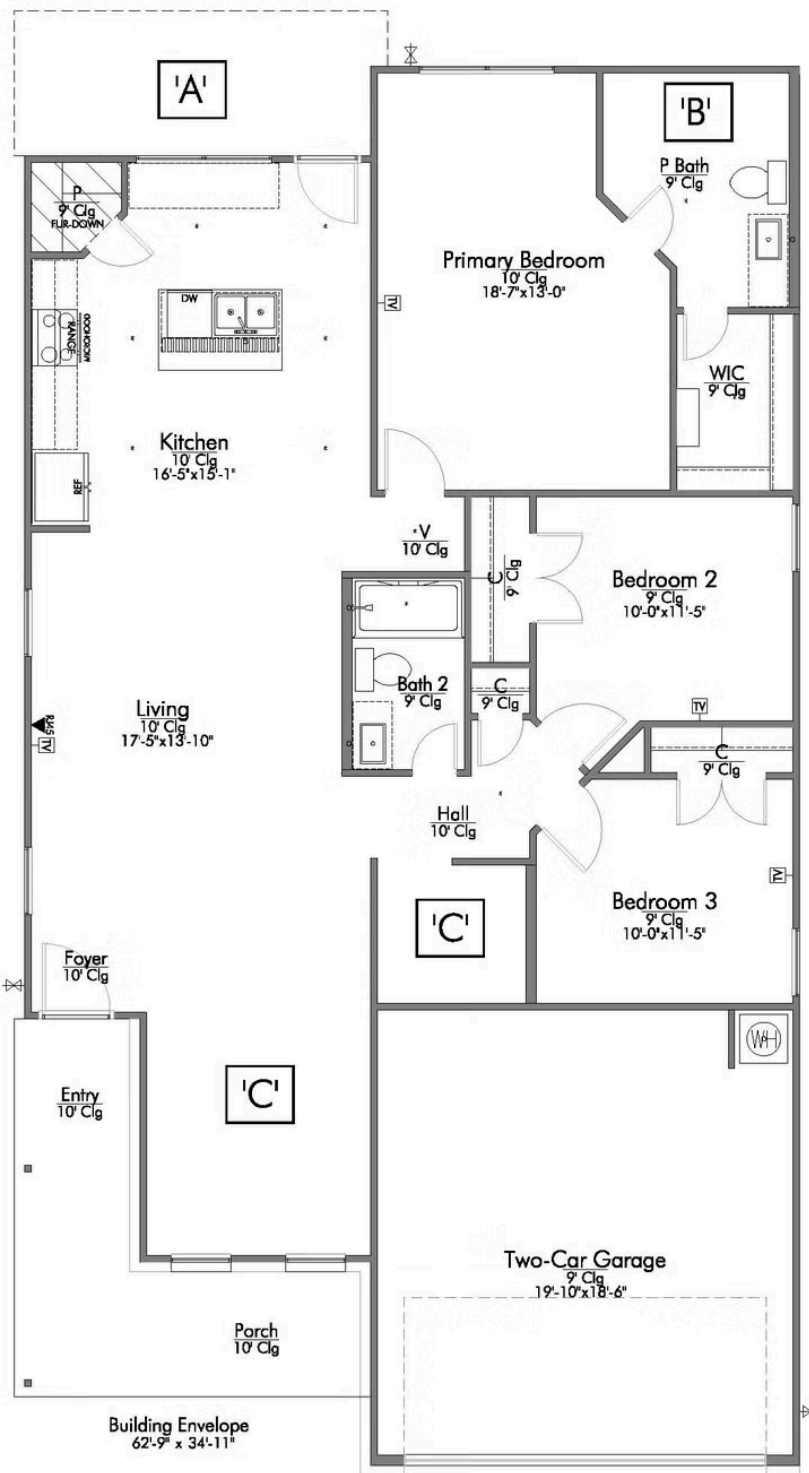 'A'
'B'
P
9' Clg
FUR-DOWN
P Bath
9' Clg
Primary Bedroom
10' Clg
18'-7"x13'-0"
TV
DW
RANGE
MICROHOOD
WIC
9' Clg
Kitchen
10' Clg
16'-5"x15'-1"
REF
V
10' Clg
C
9' Clg
Bedroom 2
9' Clg
10'-0"x11'-5"
Bath 2
9' Clg
C
9' Clg
TV
Living
10' Clg
17'-5"x13'-10"
RJ45
TV
C
9' Clg
Hall
10' Clg
TV
Bedroom 3
9' Clg
10'-0"x11'-5"
'C'
Foyer
10' Clg
WH
Entry
10' Clg
'C'
Two-Car Garage
9' Clg
19'-10"x18'-6"
Porch
10' Clg
Building Envelope
62'-9" x 34'-11"